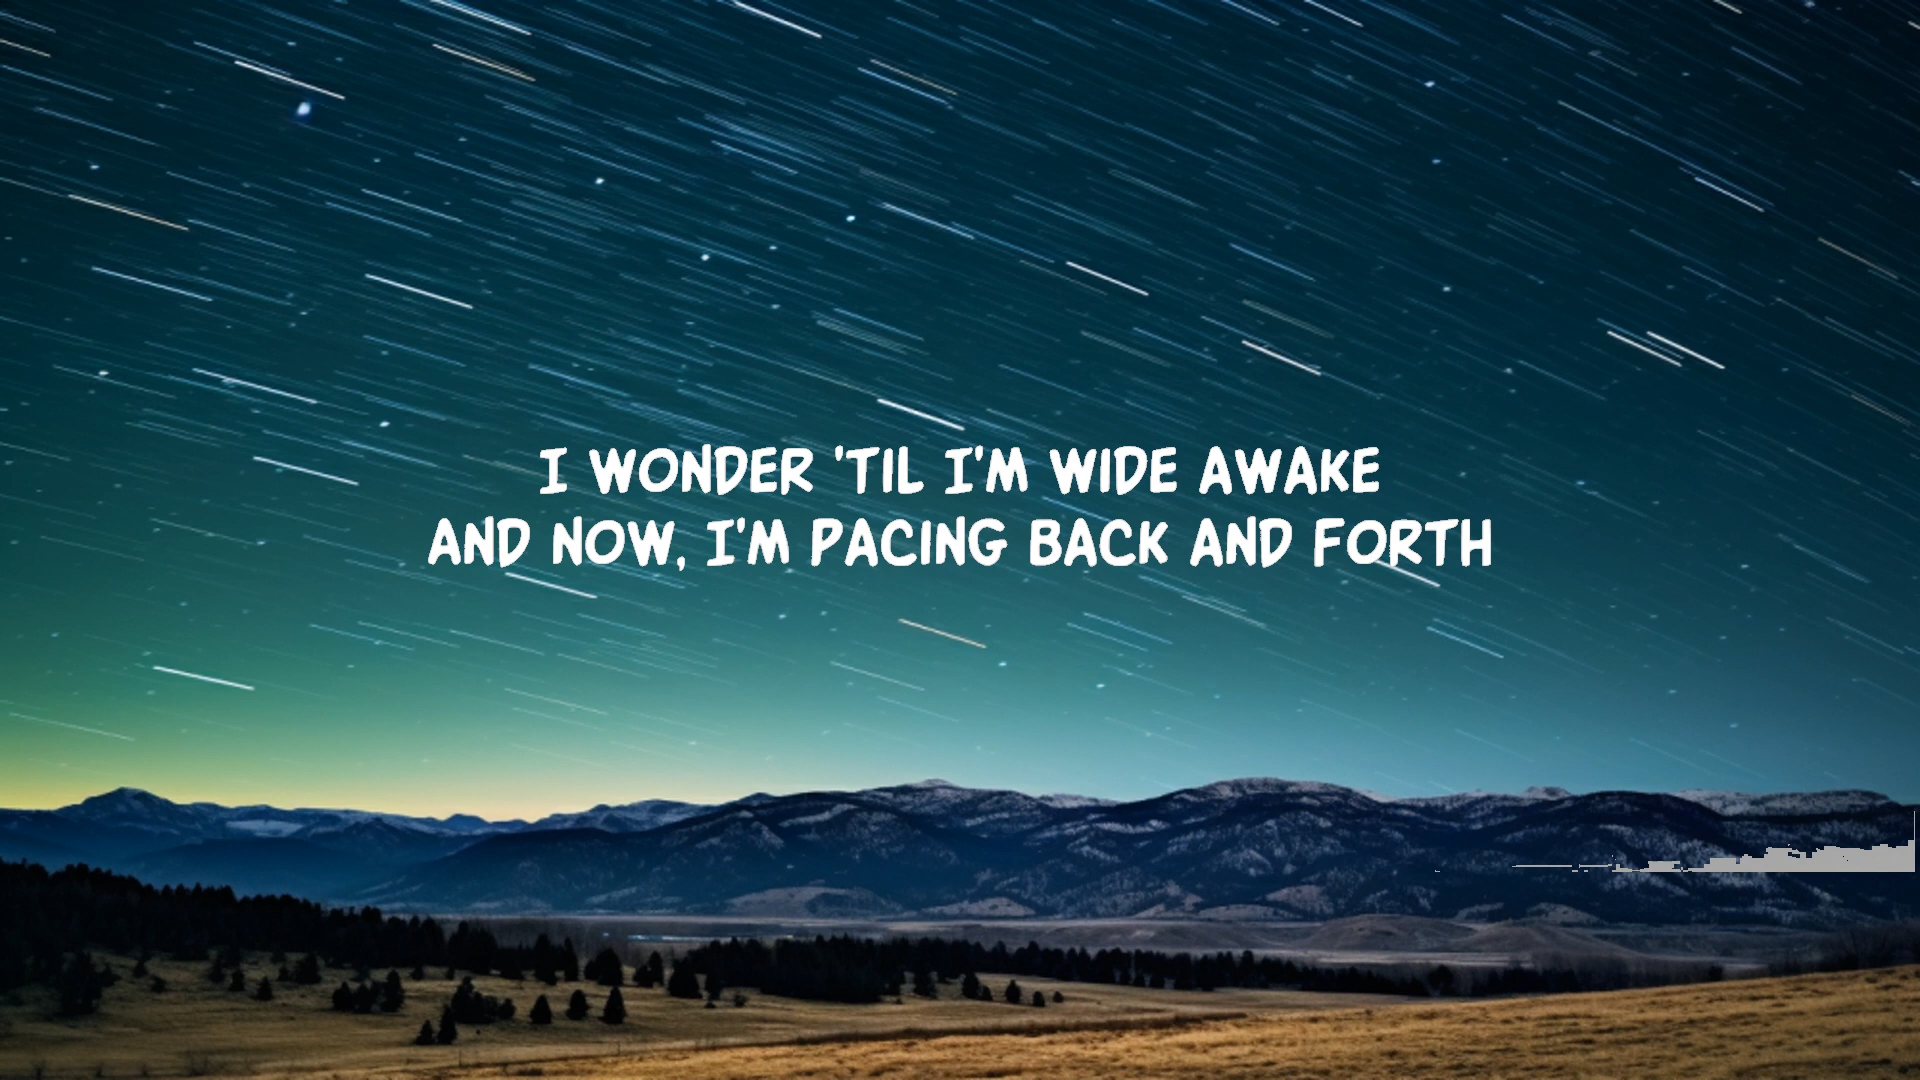 I WONDER 'TIL I'M WIDE AWAKE
AND NOW, I'M PACING BACK AND FORTH